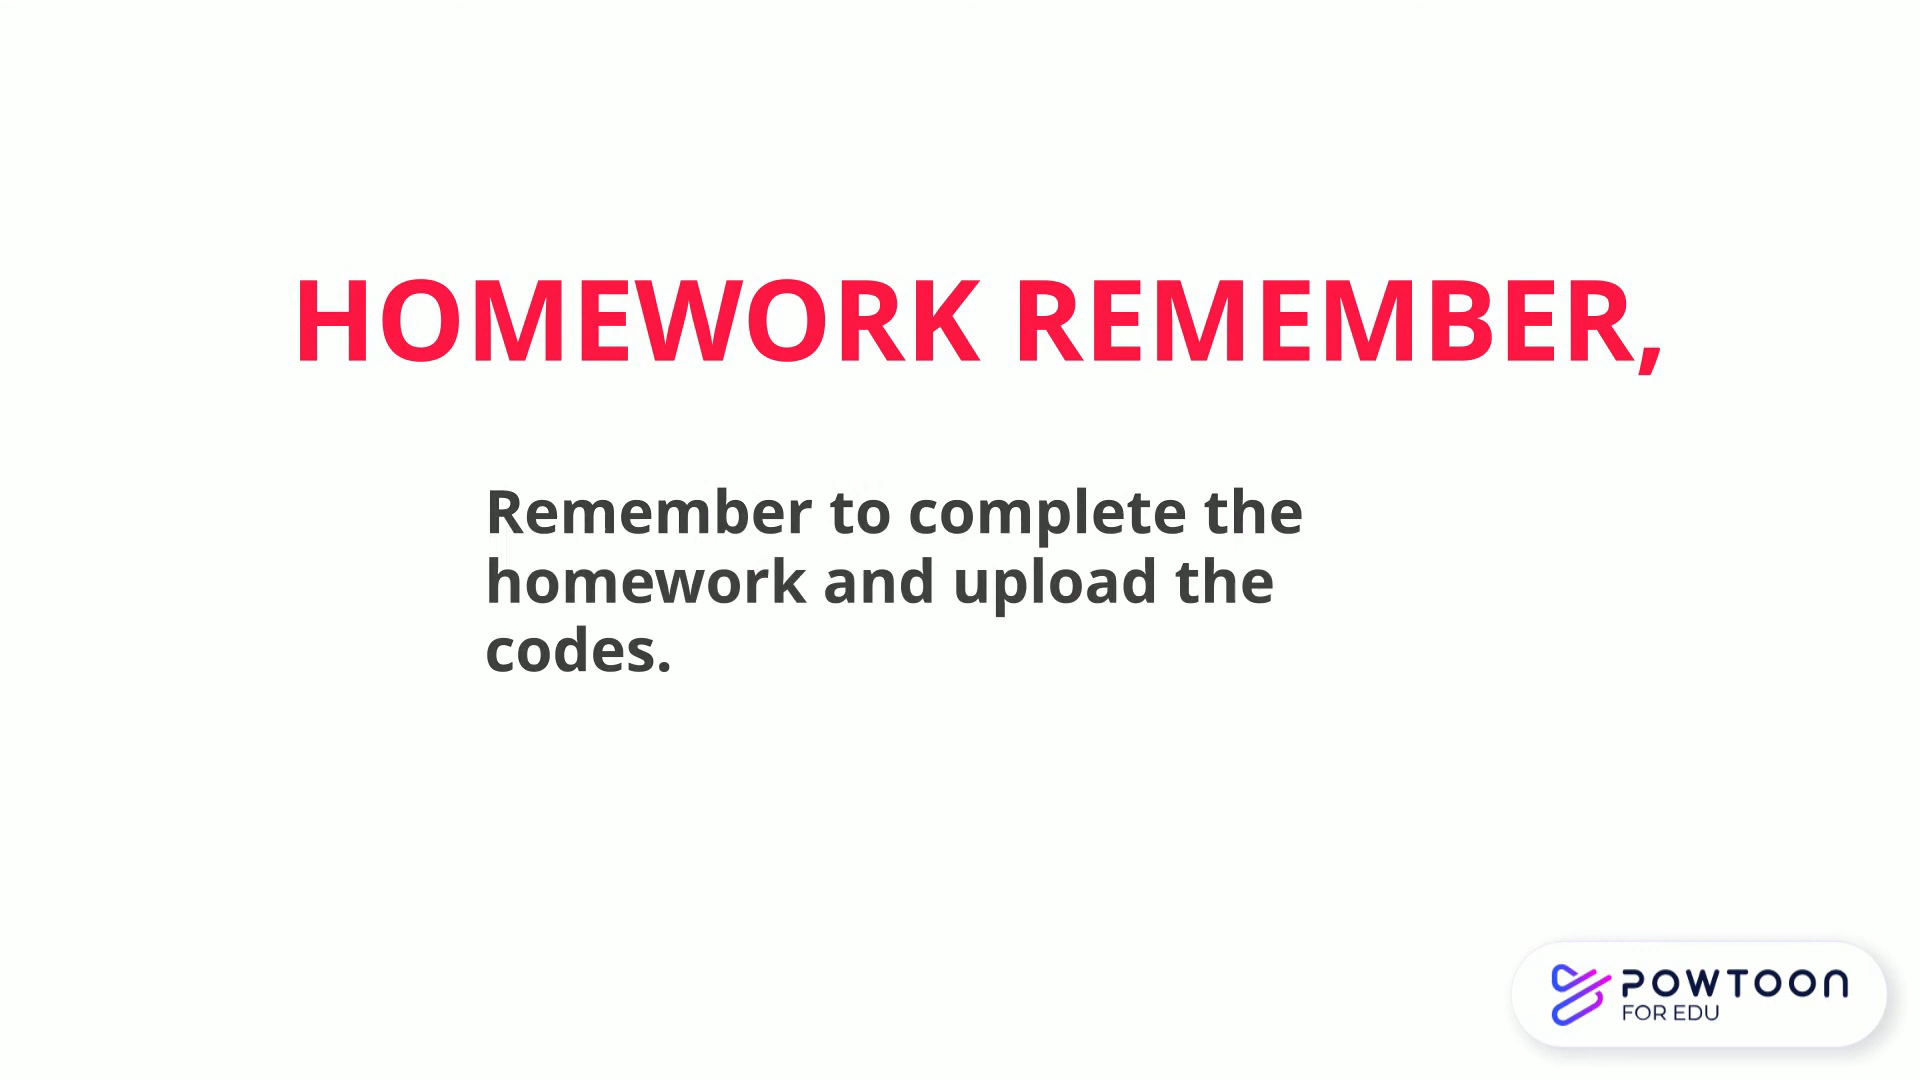 HOMEWORK REMEMBER,
Remember to complete the
homework and upload the
codes.
POWTOON
FOR EDU